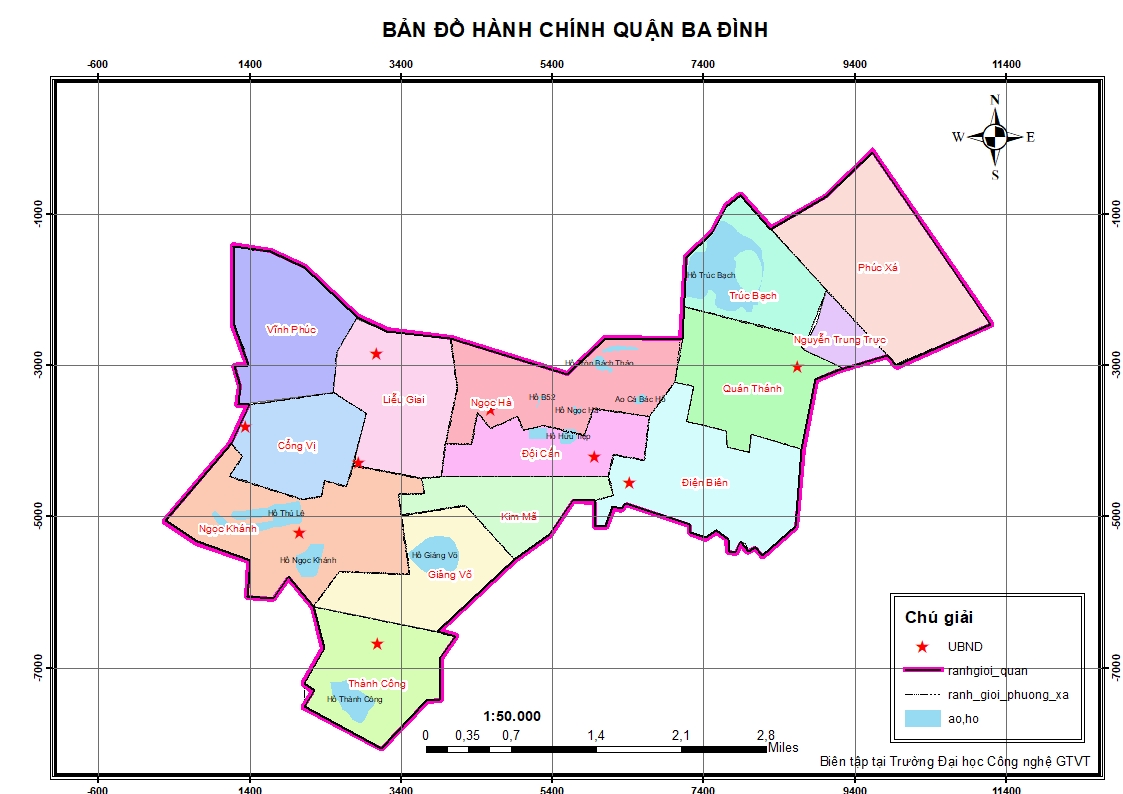 BẢN ĐỒ HÀNH CHÍNH QUẬN BA ĐÌNH
-600 1400 3400 5400 7400 9400 11400
N
W E
S
-1000 -1000
Phúc Xá
Hồ Trúc Bạch
Trúc Bạch
Vĩnh Phúc
Nguyễn Trung Trực
-3000 -3000
Quán Thánh
Liễu Giai
Ngọc Hà
Hồ B52
Ao Cá Bác Hồ
Hồ Ngọc Hà
Hồ Hữu Tiệp
Cống Vị
Đội Cấn
Điện Biên
Hồ Thủ Lệ
-5000 -5000
Kim Mã
Ngọc Khánh
Hồ Ngọc Khánh
Hồ Giảng Võ
Giảng Võ
-7000 -7000
Thành Công
Hồ Thành Công
Chú giải
UBND
ranhgioi_quan
ranh_gioi_phuong_xa
ao,ho
1:50.000
0 0,35 0,7 1,4 2,1 2,8
Miles
Biên tập tại Trường Đại học Công nghệ GTVT
-600 1400 3400 5400 7400 9400 11400